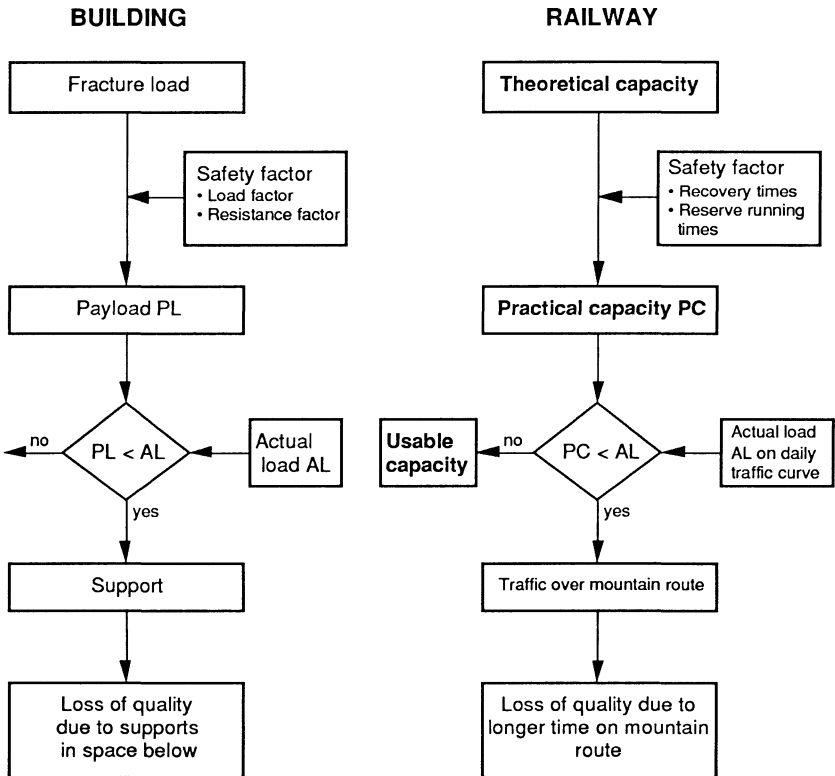 BUILDING
Fracture load
Safety factor
• Load factor
• Resistance factor
Payload PL
no
PL < AL
Actual
load AL
yes
Support
Loss of quality
due to supports
in space below
RAILWAY
Theoretical capacity
Safety factor
• Recovery times
• Reserve running
times
Practical capacity PC
Usable
capacity
no
PC < AL
Actual load
AL on daily
traffic curve
yes
Traffic over mountain route
Loss of quality due to
longer time on mountain
route